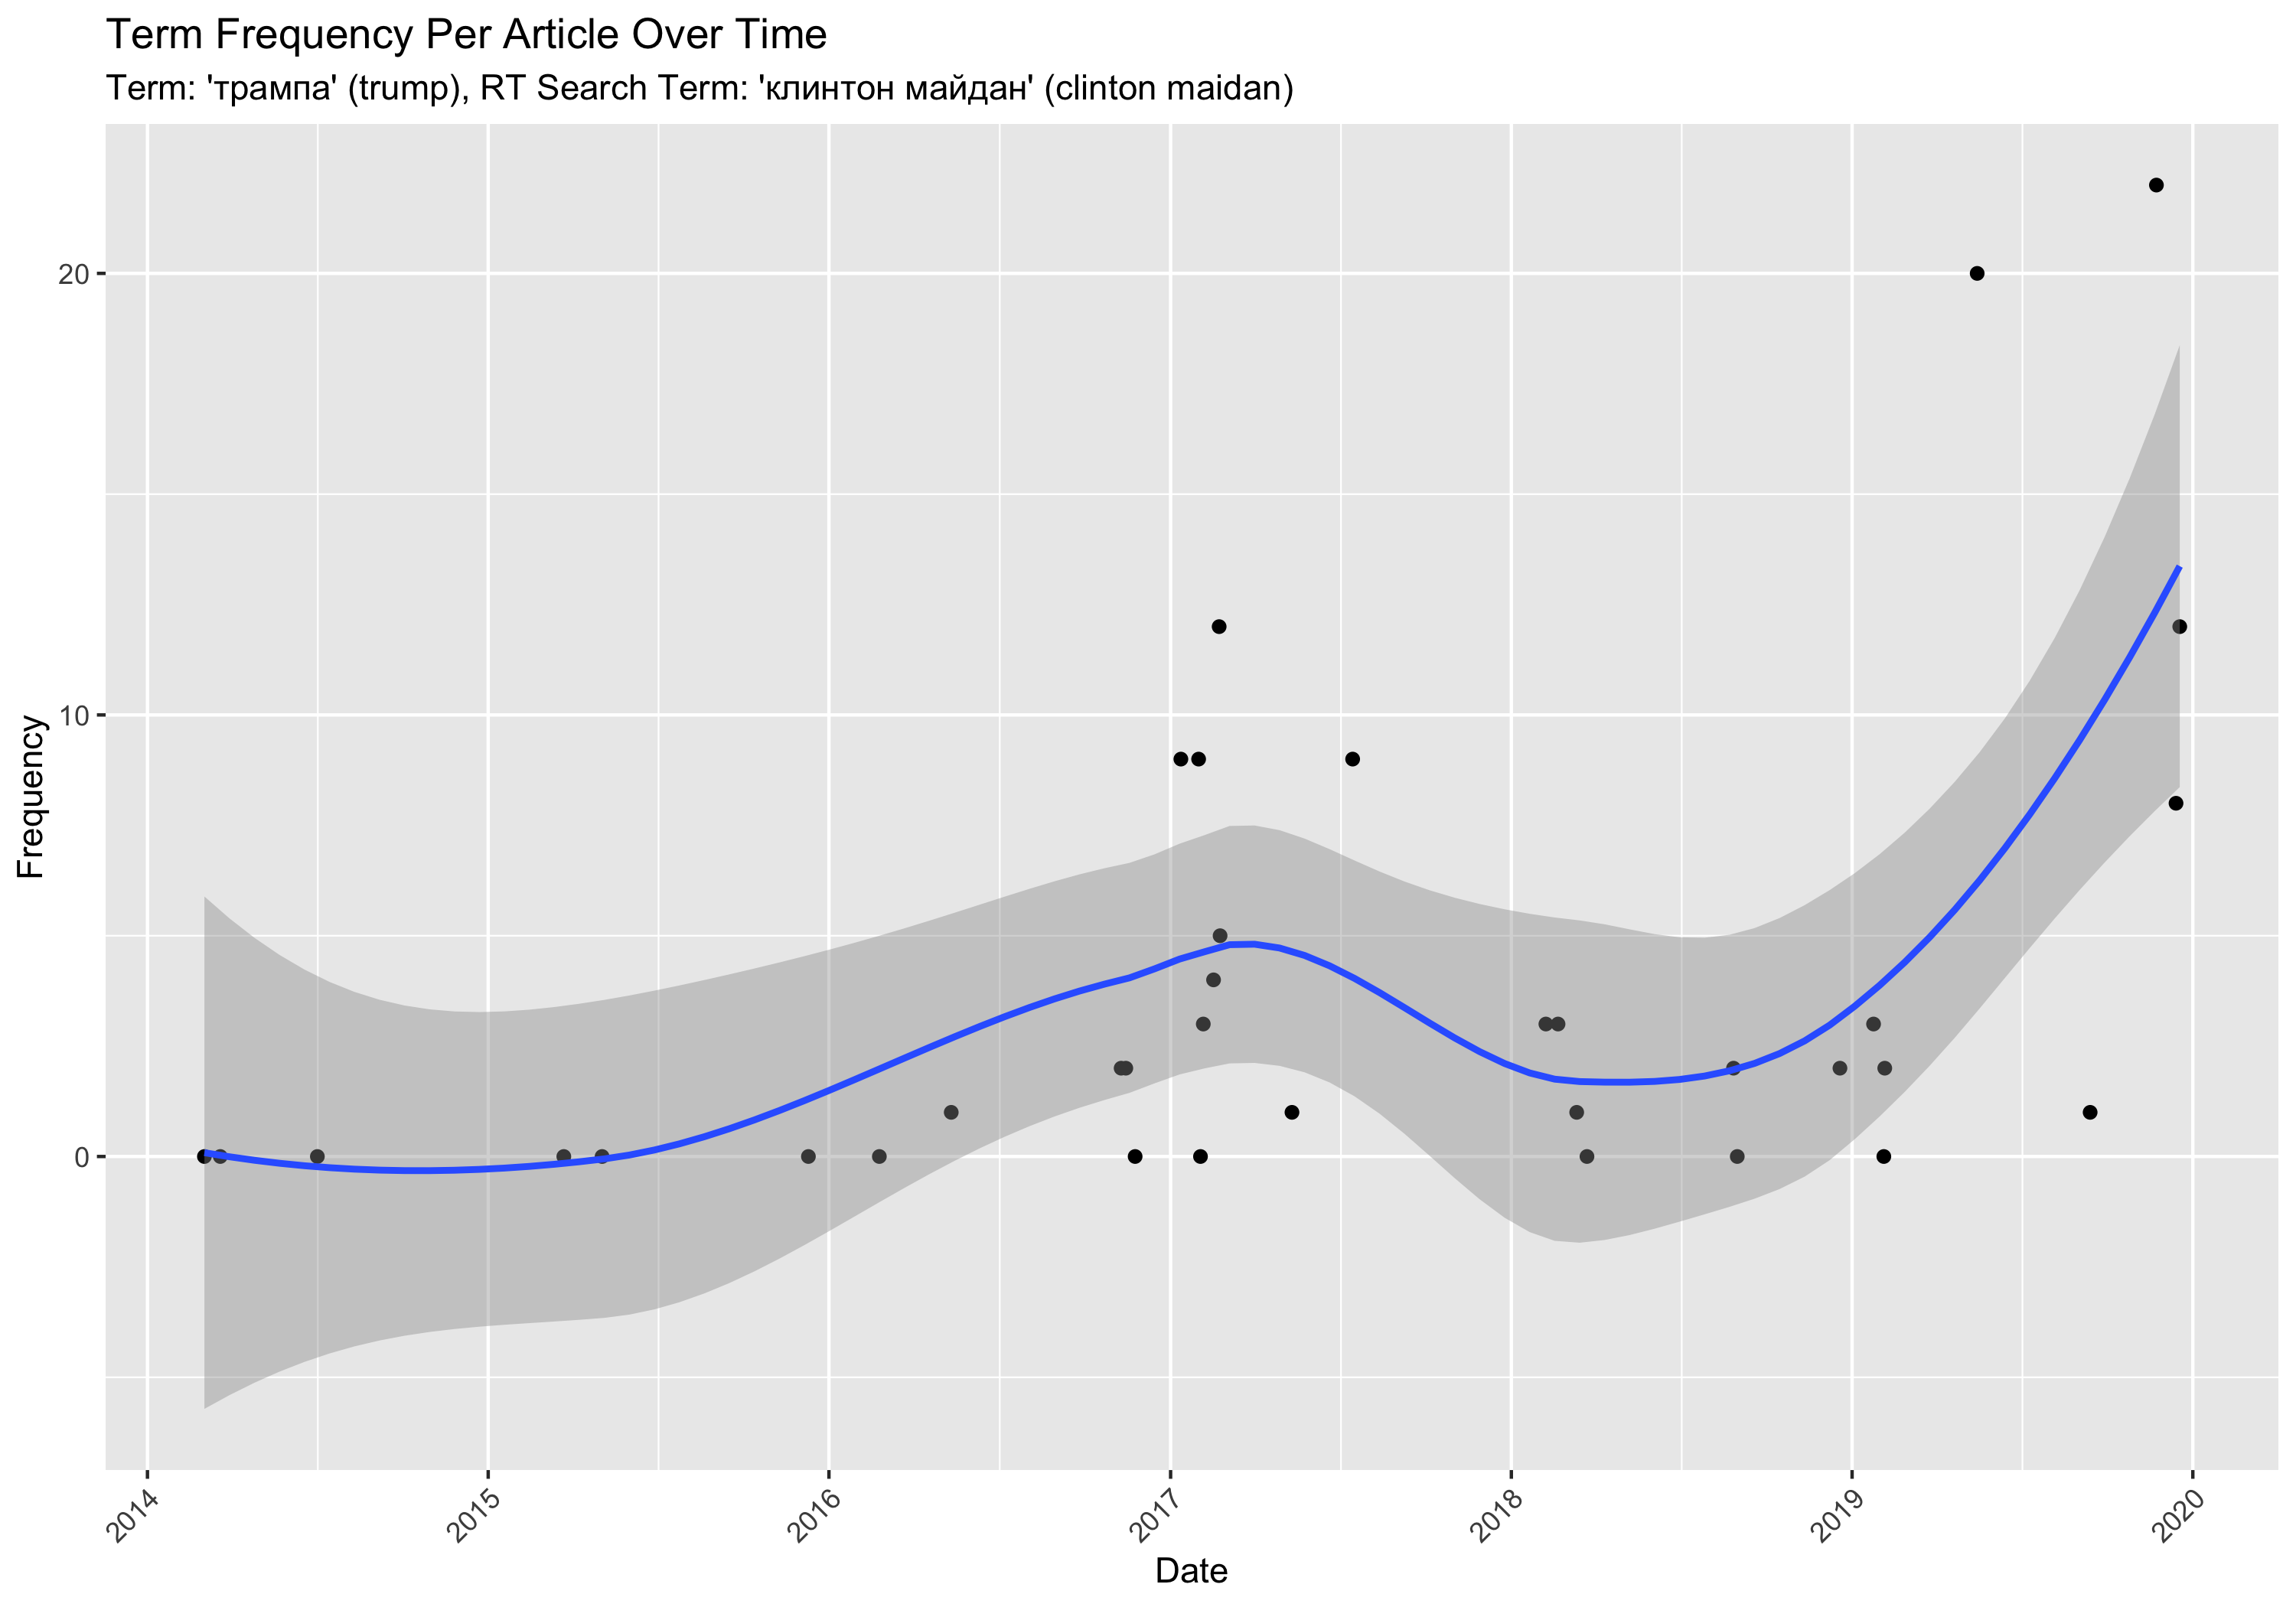 Term Frequency Per Article Over Time
Term: 'трампа' (trump), RT Search Term: 'клинтон майдан' (clinton maidan)
Frequency
20
10
0
2014
2015
2016
2017
2018
2019
2020
Date